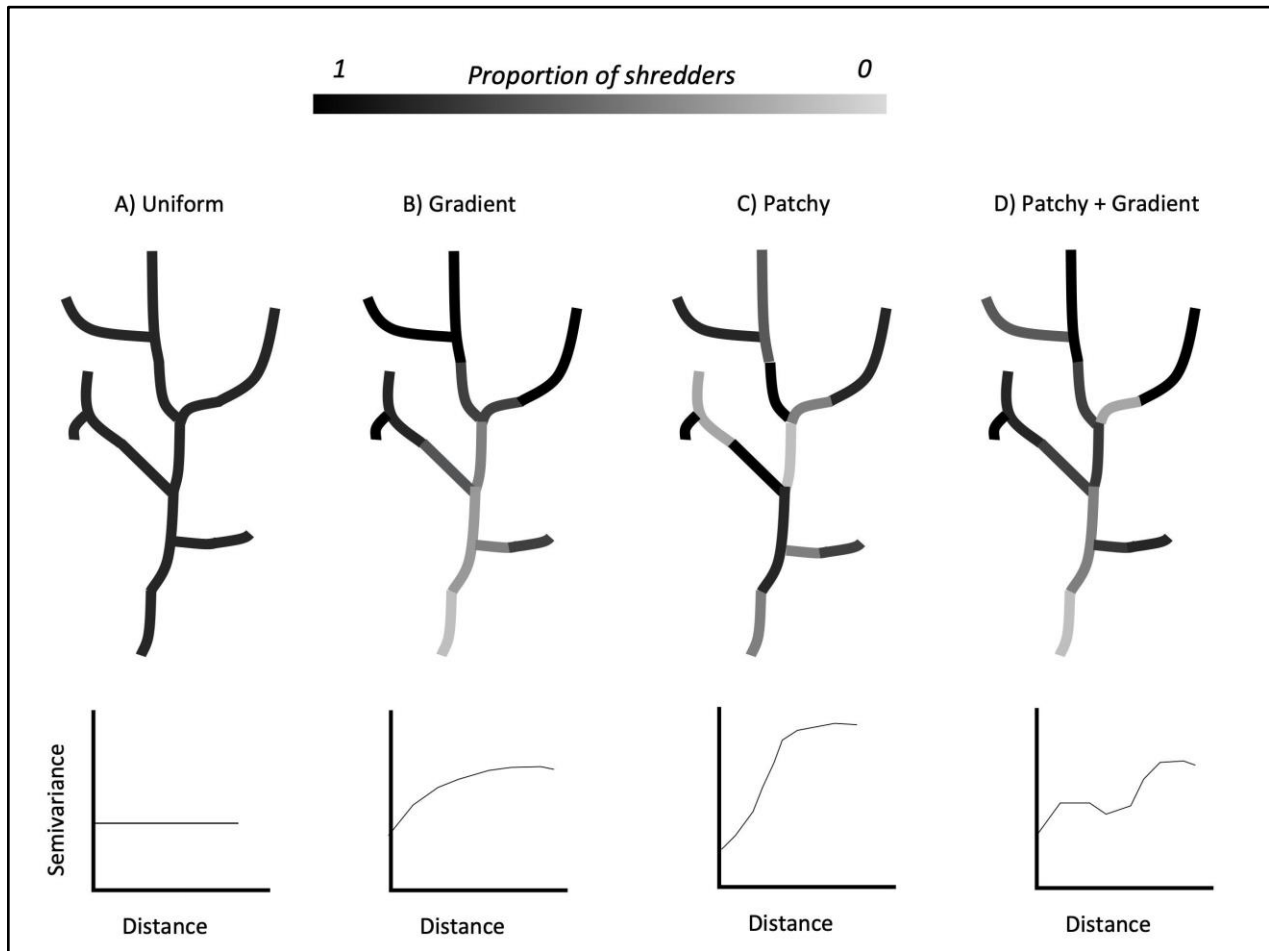 1 Proportion of shredders 0
A) Uniform B) Gradient C) Patchy D) Patchy + Gradient
Semivariance
Distance Distance Distance Distance